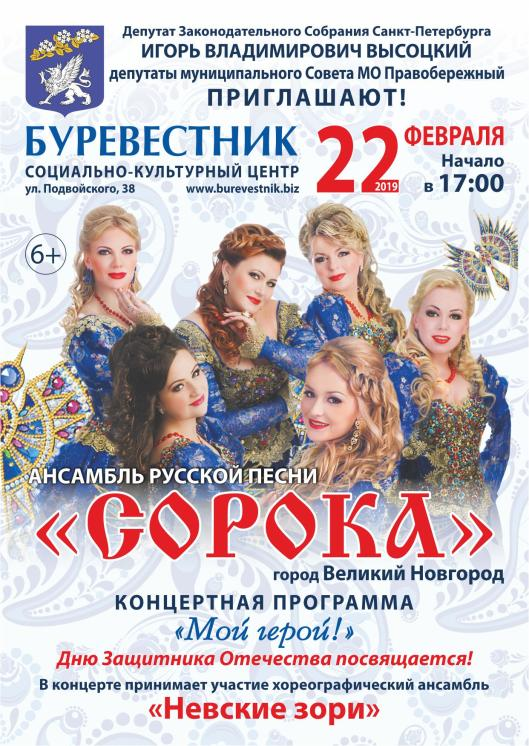 Депутат Законодательного Собрания Санкт-Петербурга
ИГОРЬ ВЛАДИМИРОВИЧ ВЫСОЦКИЙ
депутаты муниципального Совета МО Правобережный
ПРИГЛАШАЮТ!
БУРЕВЕСТНИК
СОЦИАЛЬНО-КУЛЬТУРНЫЙ ЦЕНТР
ул. Подвойского, 38 www.burevestnik.biz
22
2019
ФЕВРАЛЯ
Начало
в 17:00
6+
АНСАМБЛЬ РУССКОЙ ПЕСНИ
«СОРОКА»
город Великий Новгород
КОНЦЕРТНАЯ ПРОГРАММА
«Мой герой!»
Дню Защитника Отечества посвящается!
В концерте принимает участие хореографический ансамбль
«Невские зори»